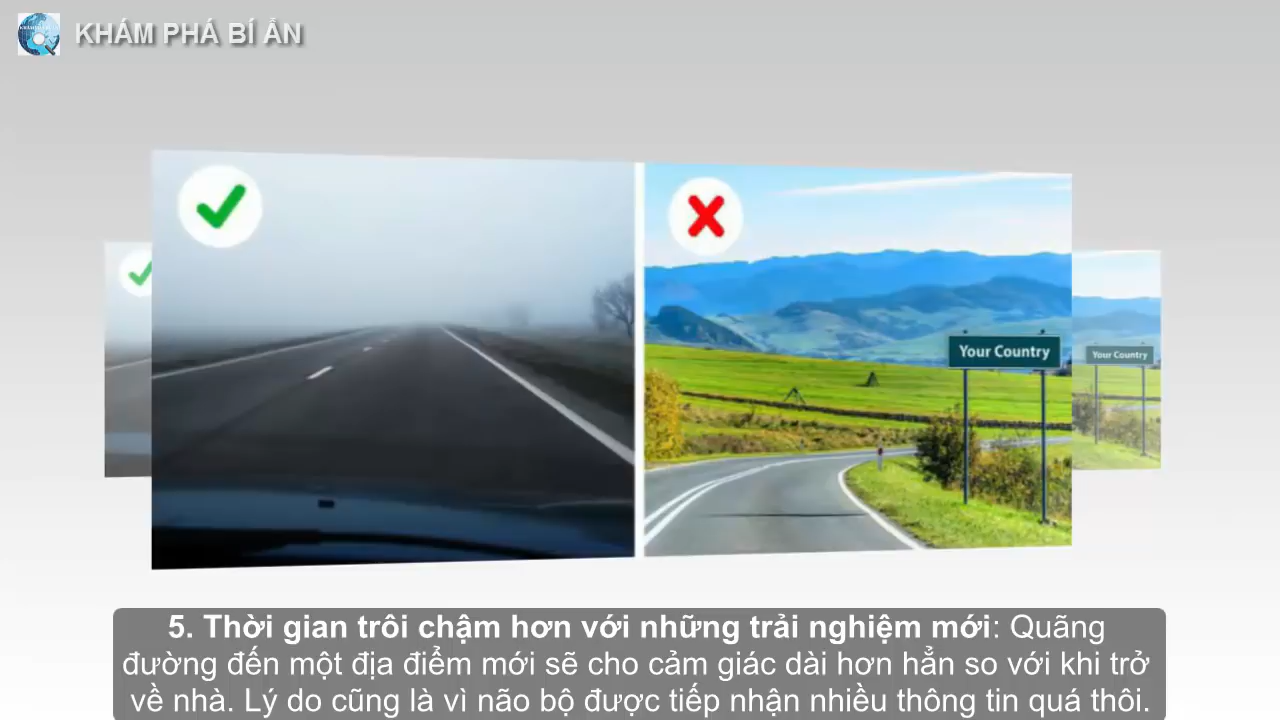 KHÁM PHÁ BÍ ẨN
Your Country
Your Country
5. Thời gian trôi chậm hơn với những trải nghiệm mới: Quãng
đường đến một địa điểm mới sẽ cho cảm giác dài hơn hẳn so với khi trở
về nhà. Lý do cũng là vì não bộ được tiếp nhận nhiều thông tin quá thôi.